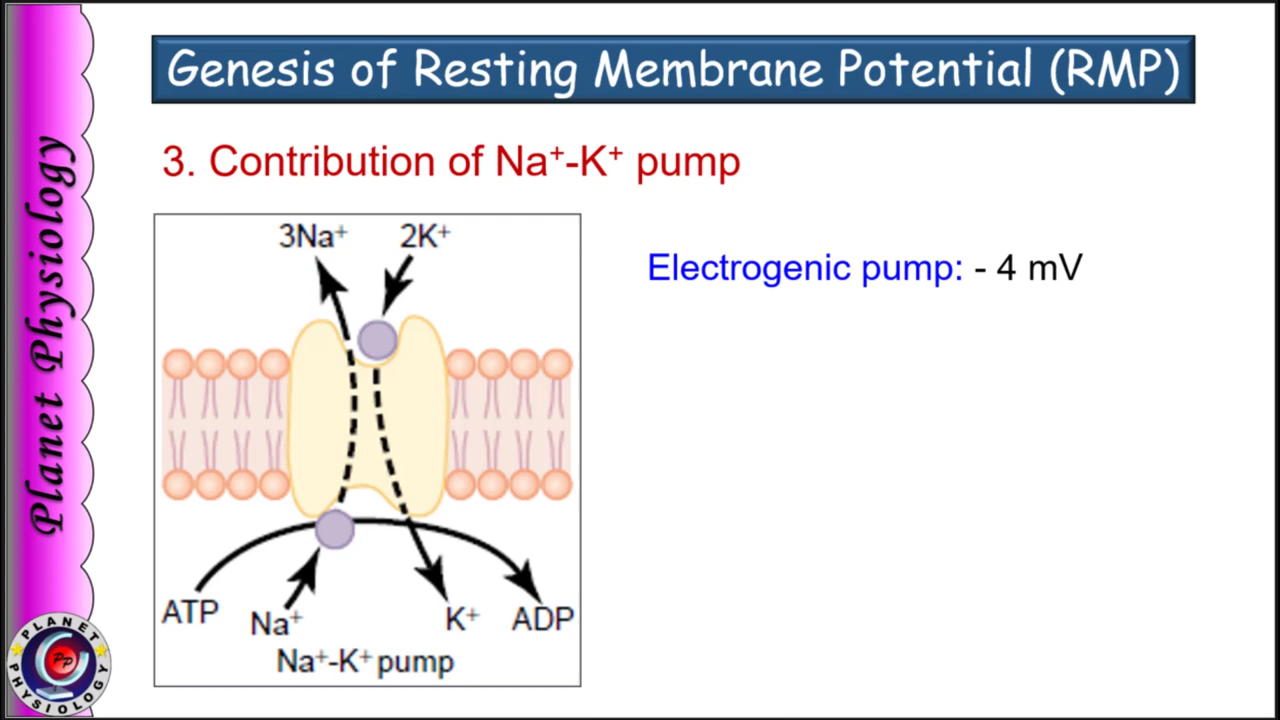 Genesis of Resting Membrane Potential (RMP)
3. Contribution of Na⁺-K⁺ pump
3Na⁺
2K⁺
Electrogenic pump: - 4 mV
ATP
Na⁺
K⁺
ADP
Na⁺-K⁺ pump
Planet Physiology
PLANET
PP
PHYSIOLOGY